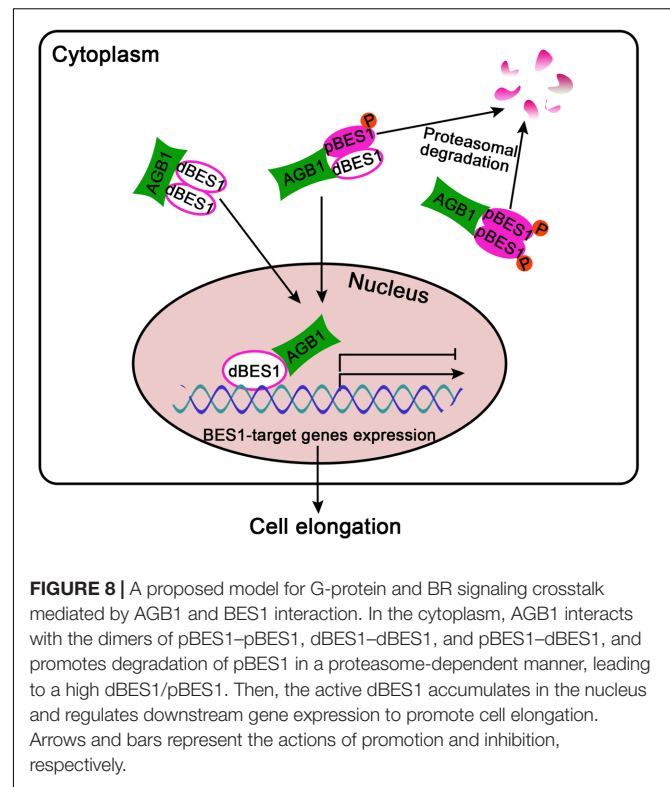 Cytoplasm
P
pBES1
dBES1
AGB1
Proteasomal
degradation
AGB1
dBES1
dBES1
AGB1
pBES1
pBES1
P
P
Nucleus
AGB1
dBES1
BES1-target genes expression
Cell elongation
FIGURE 8 | A proposed model for G-protein and BR signaling crosstalk
mediated by AGB1 and BES1 interaction. In the cytoplasm, AGB1 interacts
with the dimers of pBES1–pBES1, dBES1–dBES1, and pBES1–dBES1, and
promotes degradation of pBES1 in a proteasome-dependent manner, leading
to a high dBES1/pBES1. Then, the active dBES1 accumulates in the nucleus
and regulates downstream gene expression to promote cell elongation.
Arrows and bars represent the actions of promotion and inhibition,
respectively.